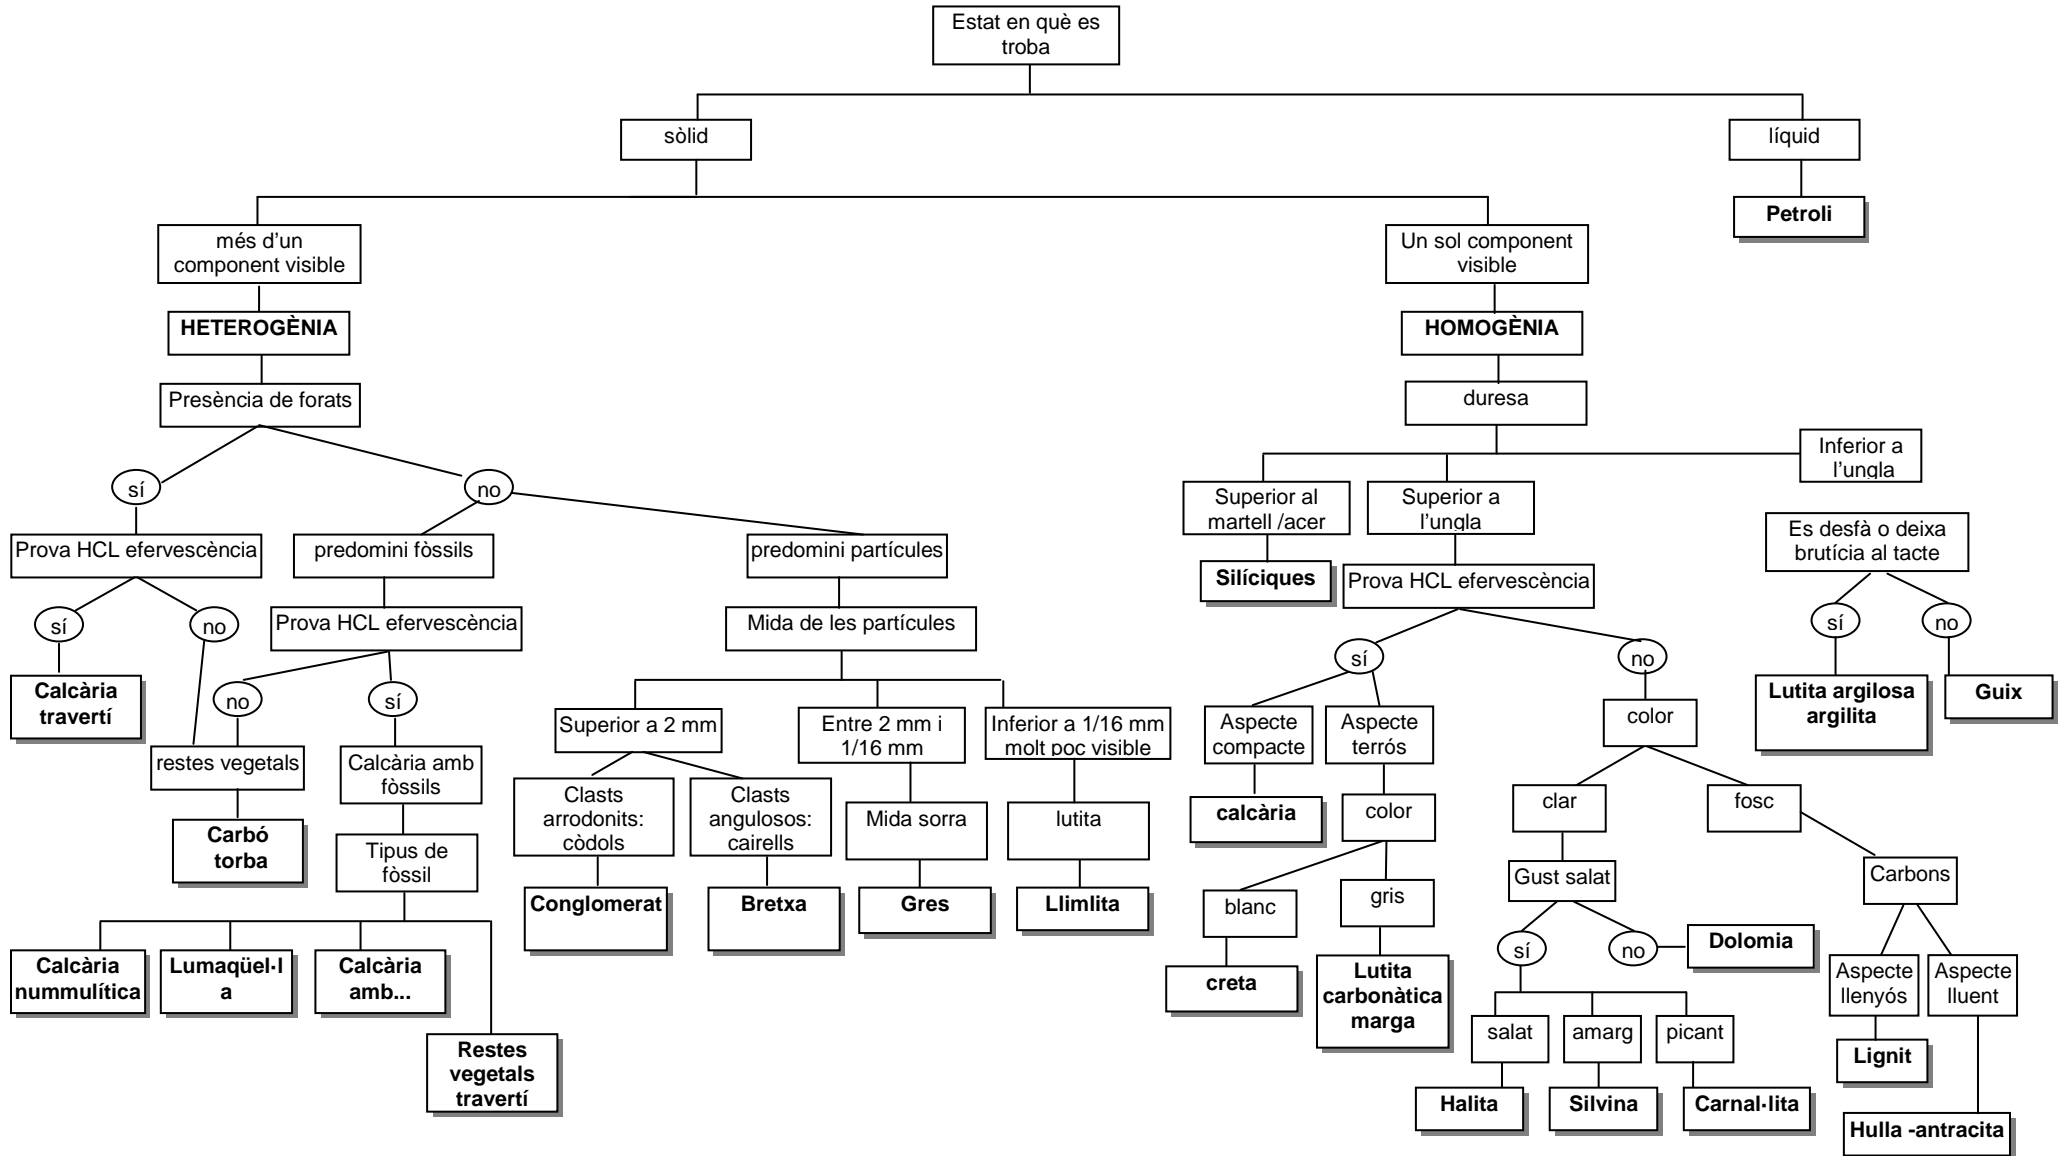 Estat en què es
troba
sòlid
líquid
Petroli
més d'un
component visible
Un sol component
visible
HETEROGÈNIA
HOMOGÈNIA
Presència de forats
duresa
sí
no
Superior al
martell /acer
Superior a
l'ungla
Inferior a
l'ungla
Prova HCL efervescència
predomini fòssils
predomini partícules
Silíciques
Prova HCL efervescència
Es desfà o deixa
brutícia al tacte
sí
no
Prova HCL efervescència
Mida de les partícules
sí
no
sí
no
Calcària
travertí
no
sí
Lutita argilosa
argilita
Guix
restes vegetals
Calcària amb
fòssils
Superior a 2 mm
Entre 2 mm i
1/16 mm
Inferior a 1/16 mm
molt poc visible
Aspecte
compacte
Aspecte
terrós
color
Carbó
torba
Tipus de
fòssil
Clasts
arrodonits:
còdols
Clasts
angulosos:
cairells
Mida sorra
lutita
calcària
color
clar
fosc
Conglomerat
Bretxa
Gres
Llimlita
blanc
gris
Gust salat
Carbons
Calcària
nummulítica
Lumaqüel·l
a
Calcària
amb...
Restes
vegetals
travertí
creta
Lutita
carbonàtica
marga
sí
no
Dolomia
Aspecte
llenyós
Aspecte
lluent
salat
amarg
picant
Lignit
Halita
Silvina
Carnal·lita
Hulla -antracita